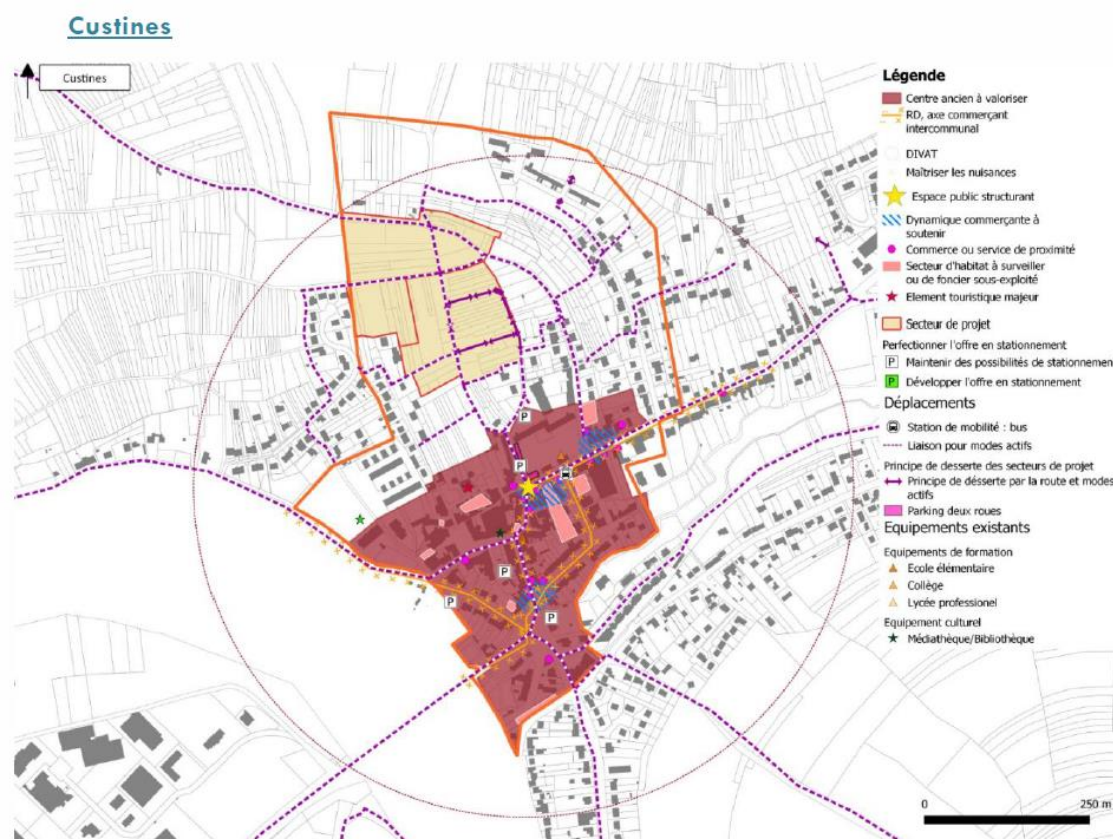 Custines
Custines
Légende
Centre ancien à valoriser
RD, axe commerçant
intercommunal
DIVAT
Maîtriser les nuisances
Espace public structurant
Dynamique commerçante à
soutenir
Commerce ou service de proximité
Secteur d'habitat à surveiller
ou de foncier sous-exploité
Element touristique majeur
Secteur de projet
Perfectionner l'offre en stationnement
P Maintenir des possibilités de stationnement
P Développer l'offre en stationnement
Déplacements
Station de mobilité : bus
Liaison pour modes actifs
Principe de desserte des secteurs de projet
Principe de désserte par la route et modes
actifs
Parking deux roues
Equipements existants
Equipements de formation
Ecole élémentaire
Collège
Lycée professionel
Equipement culturel
Médiathèque/Bibliothèque
P
P
P
P
P
0 250 m